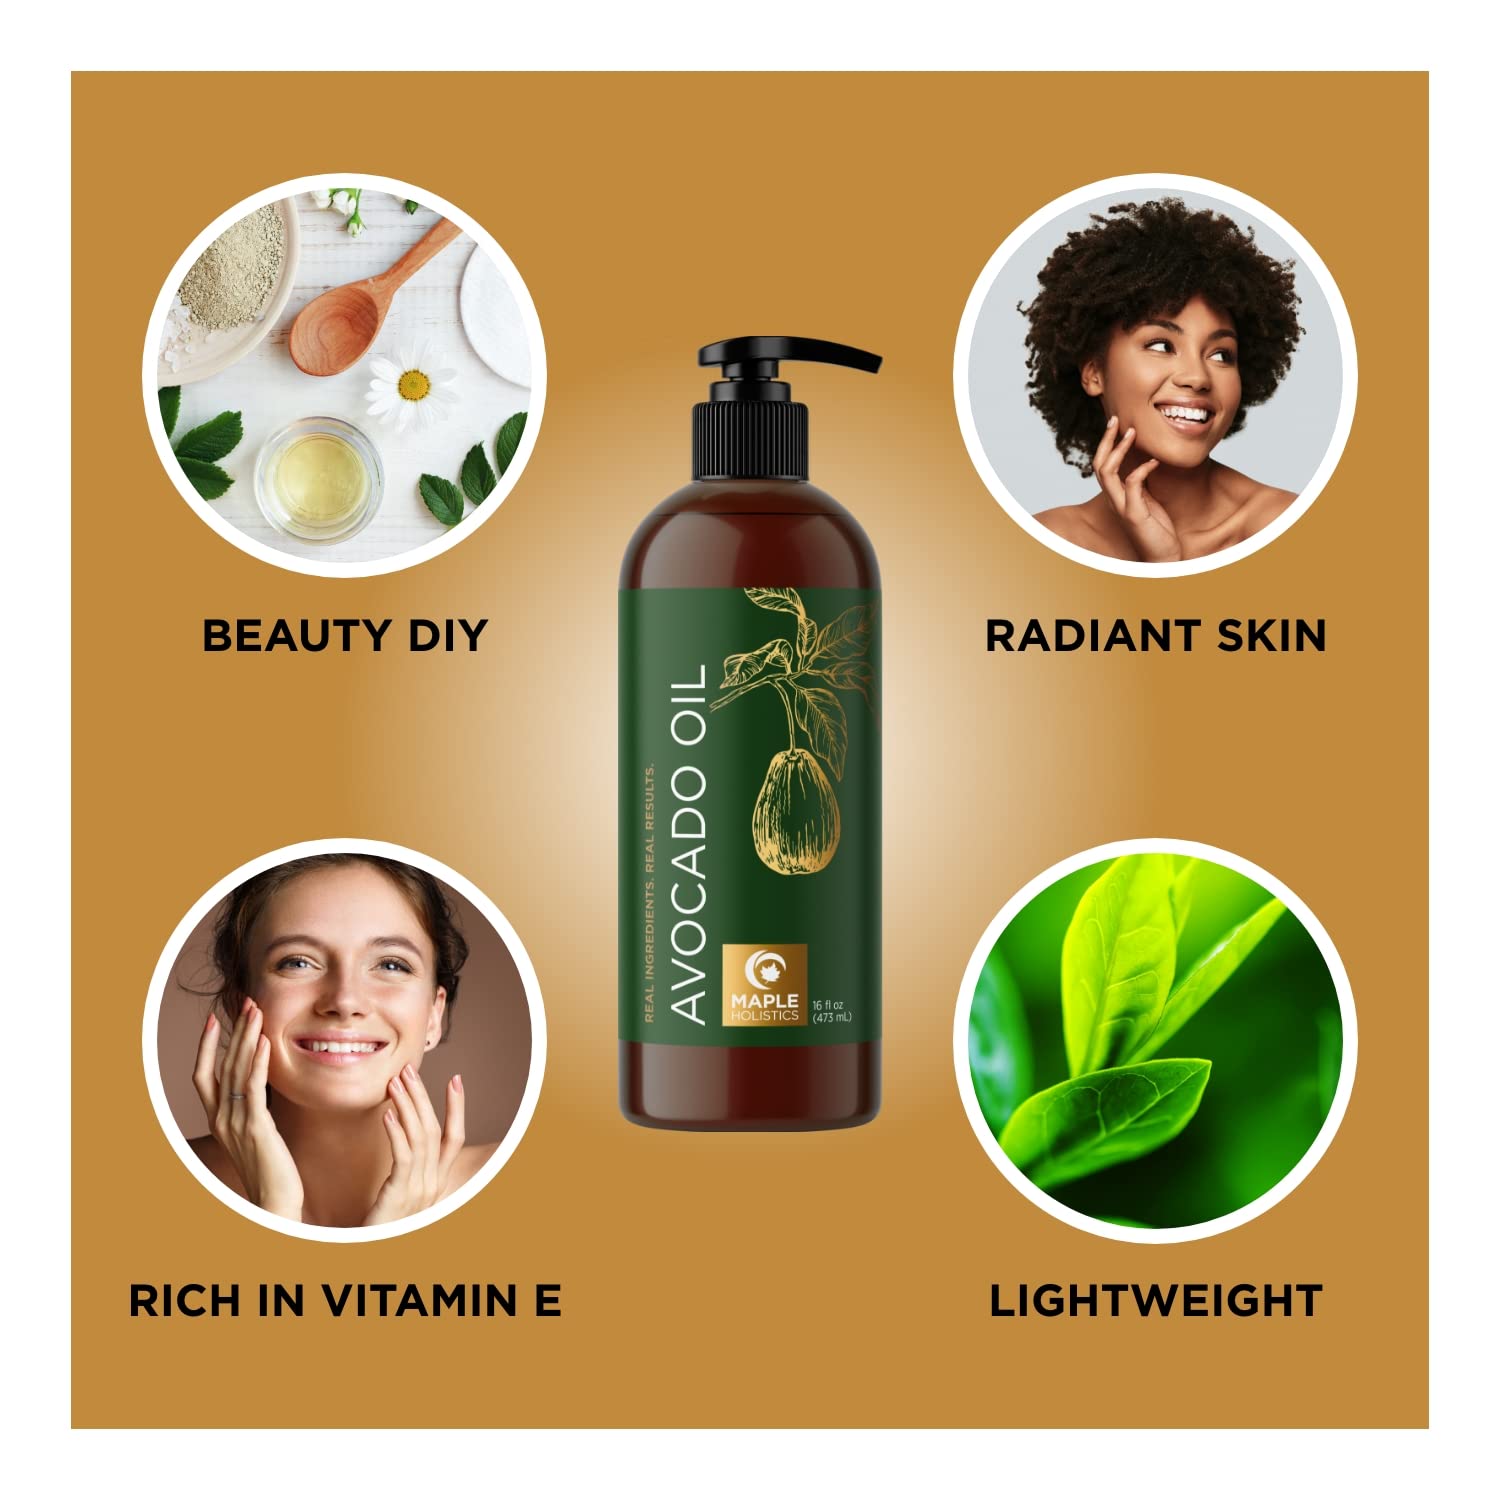 BEAUTY DIY
RADIANT SKIN
REAL INGREDIENTS. REAL RESULTS.
AVOCADO OIL
MAPLE
HOLISTICS
16 fl oz
(473 mL)
RICH IN VITAMIN E
LIGHTWEIGHT